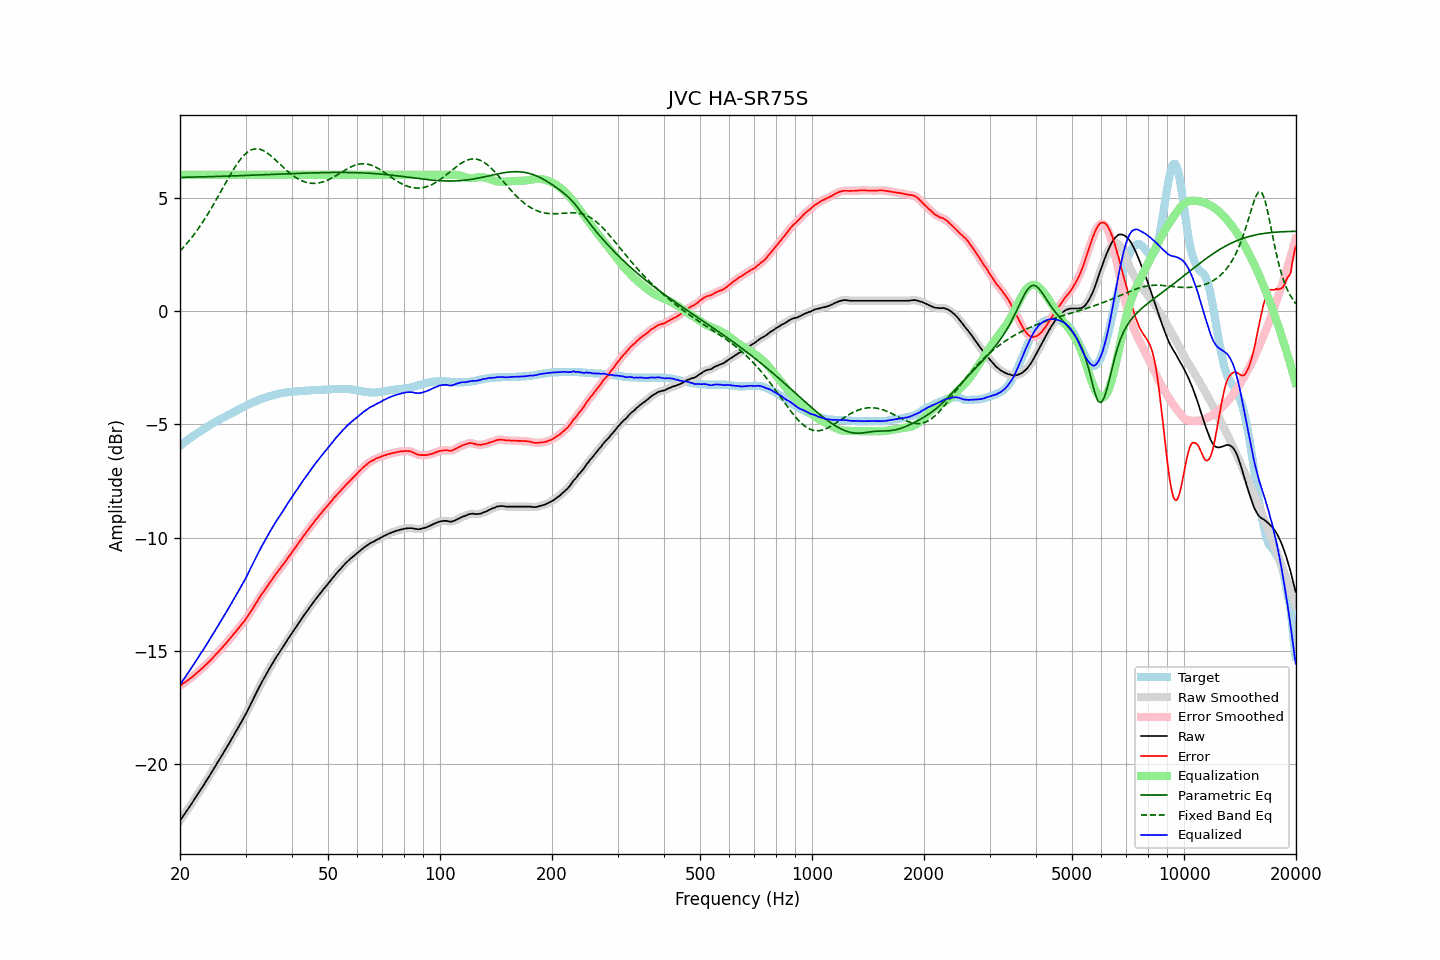 JVC HA-SR75S
5
0
−5
−10
−15
−20
Amplitude (dBr)
20
50
100
200
500
1000
2000
5000
10000
20000
Frequency (Hz)
Target
Raw Smoothed
Error Smoothed
Raw
Error
Equalization
Parametric Eq
Fixed Band Eq
Equalized